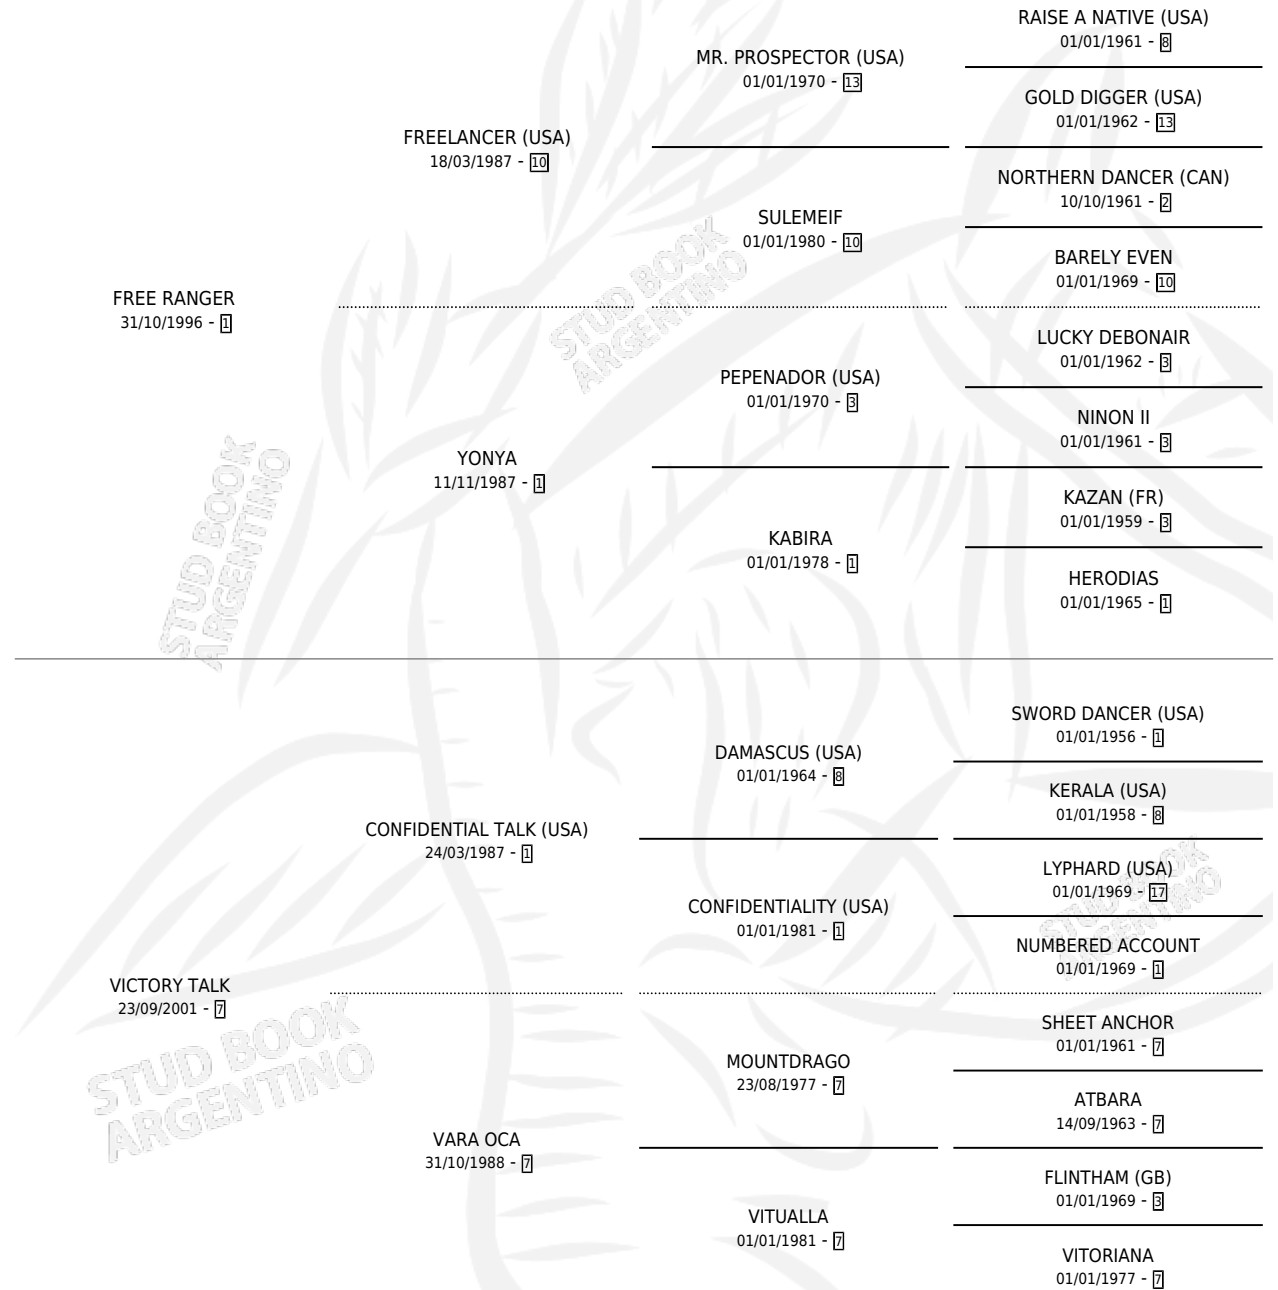 RAISE A NATIVE (USA)
01/01/1961 - 8
MR. PROSPECTOR (USA)
01/01/1970 - 13
GOLD DIGGER (USA)
01/01/1962 - 13
FREELANCER (USA)
18/03/1987 - 10
NORTHERN DANCER (CAN)
10/10/1961 - 2
SULEMEIF
01/01/1980 - 10
BARELY EVEN
01/01/1969 - 10
STUD BOOK
ARGENTINO
FREE RANGER
31/10/1996 - 1
LUCKY DEBONAIR
01/01/1962 - 3
PEPENADOR (USA)
01/01/1970 - 3
NINON II
01/01/1961 - 3
YONYA
11/11/1987 - 1
KAZAN (FR)
01/01/1959 - 3
KABIRA
01/01/1978 - 1
HERODIAS
01/01/1965 - 1
STUD BOOK
ARGENTINO
SWORD DANCER (USA)
01/01/1956 - 1
DAMASCUS (USA)
01/01/1964 - 8
KERALA (USA)
01/01/1958 - 8
CONFIDENTIAL TALK (USA)
24/03/1987 - 1
LYPHARD (USA)
01/01/1969 - 17
CONFIDENTIALITY (USA)
01/01/1981 - 1
NUMBERED ACCOUNT
01/01/1969 - 1
STUD BOOK
ARGENTINO
VICTORY TALK
23/09/2001 - 7
SHEET ANCHOR
01/01/1961 - 7
MOUNTDRAGO
23/08/1977 - 7
ATBARA
14/09/1963 - 7
STUD BOOK
ARGENTINO
VARA OCA
31/10/1988 - 7
FLINTHAM (GB)
01/01/1969 - 3
VITUALLA
01/01/1981 - 7
VITORIANA
01/01/1977 - 7